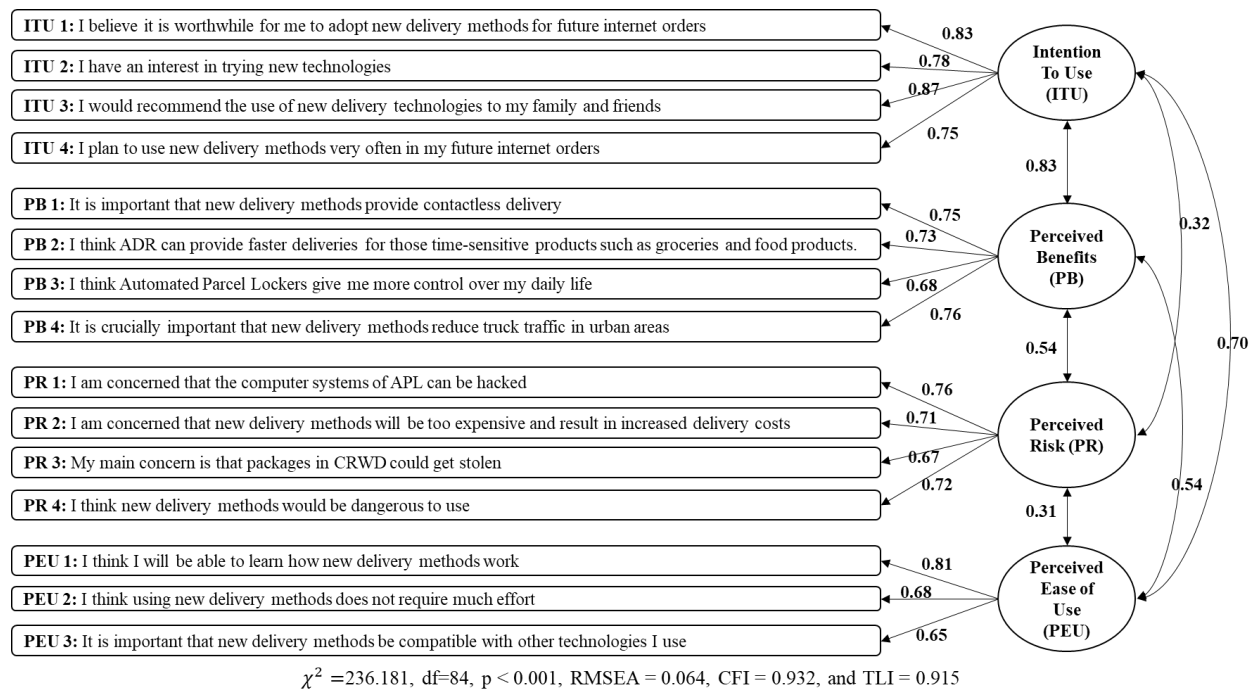 ITU 1: I believe it is worthwhile for me to adopt new delivery methods for future internet orders
0.83
ITU 2: I have an interest in trying new technologies
0.78
ITU 3: I would recommend the use of new delivery technologies to my family and friends
0.87
ITU 4: I plan to use new delivery methods very often in my future internet orders
0.75
Intention
To Use
(ITU)
0.83
PB 1: It is important that new delivery methods provide contactless delivery
0.75
PB 2: I think ADR can provide faster deliveries for those time-sensitive products such as groceries and food products.
0.73
PB 3: I think Automated Parcel Lockers give me more control over my daily life
0.68
PB 4: It is crucially important that new delivery methods reduce truck traffic in urban areas
0.76
Perceived
Benefits
(PB)
0.32
0.54
0.70
PR 1: I am concerned that the computer systems of APL can be hacked
0.76
PR 2: I am concerned that new delivery methods will be too expensive and result in increased delivery costs
0.71
PR 3: My main concern is that packages in CRWD could get stolen
0.67
PR 4: I think new delivery methods would be dangerous to use
0.72
Perceived
Risk (PR)
0.54
0.31
PEU 1: I think I will be able to learn how new delivery methods work
0.81
PEU 2: I think using new delivery methods does not require much effort
0.68
PEU 3: It is important that new delivery methods be compatible with other technologies I use
0.65
Perceived
Ease of
Use
(PEU)
χ² =236.181, df=84, p < 0.001, RMSEA = 0.064, CFI = 0.932, and TLI = 0.915